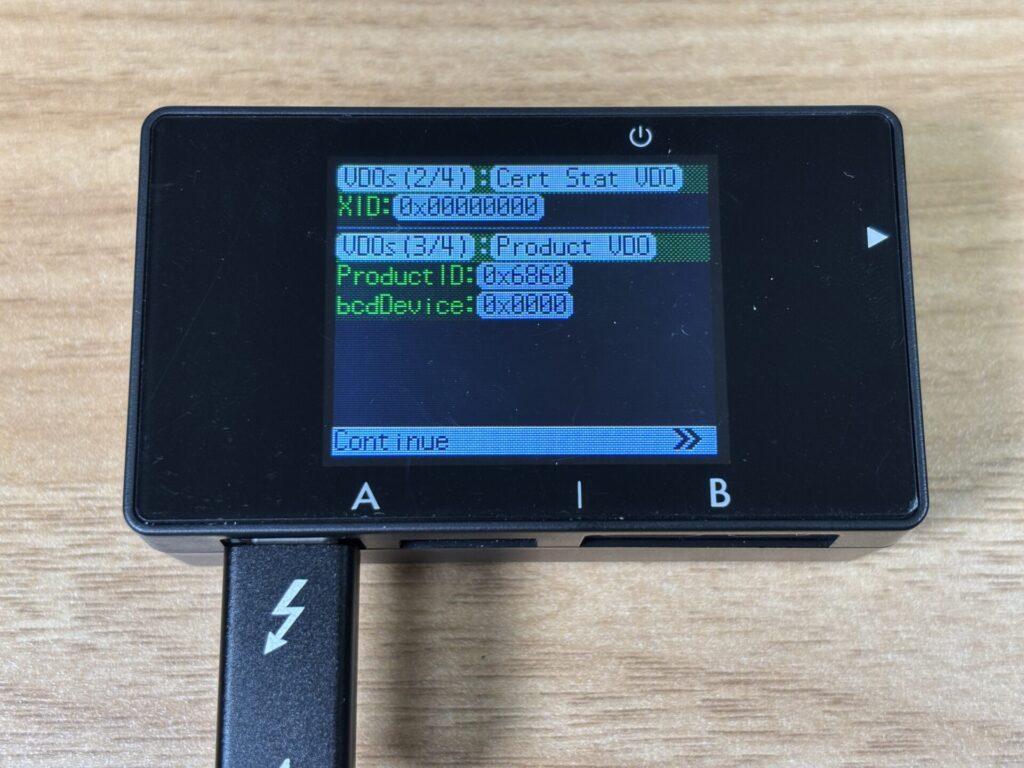 VDOs(2/4):Cert Stat VDO
XID:0x00000000
VDOs(3/4):Product VDO
ProductID:0x6860
bcdDevice:0x0000
Continue
A | B